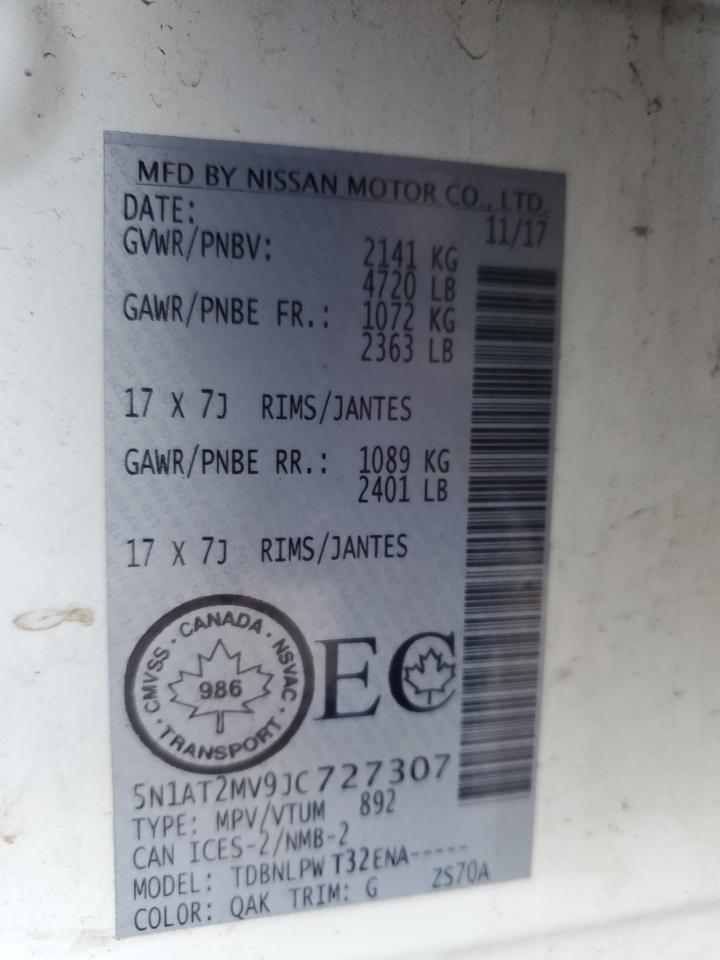 MFD BY NISSAN MOTOR CO., LTD.
DATE: 11/17
GVWR/PNBV: 2141 KG
4720 LB
GAWR/PNBE FR.: 1072 KG
2363 LB
17 X 7J RIMS/JANTES
GAWR/PNBE RR.: 1089 KG
2401 LB
17 X 7J RIMS/JANTES
CMVSS · CANADA · NSVAC · TRANSPORT ·
986
EC
5N1AT2MV9JC727307
TYPE: MPV/VTUM 892
CAN ICES-2/NMB-2
MODEL: TDBNLPW T32ENA-----
COLOR: QAK TRIM: G ZS70A